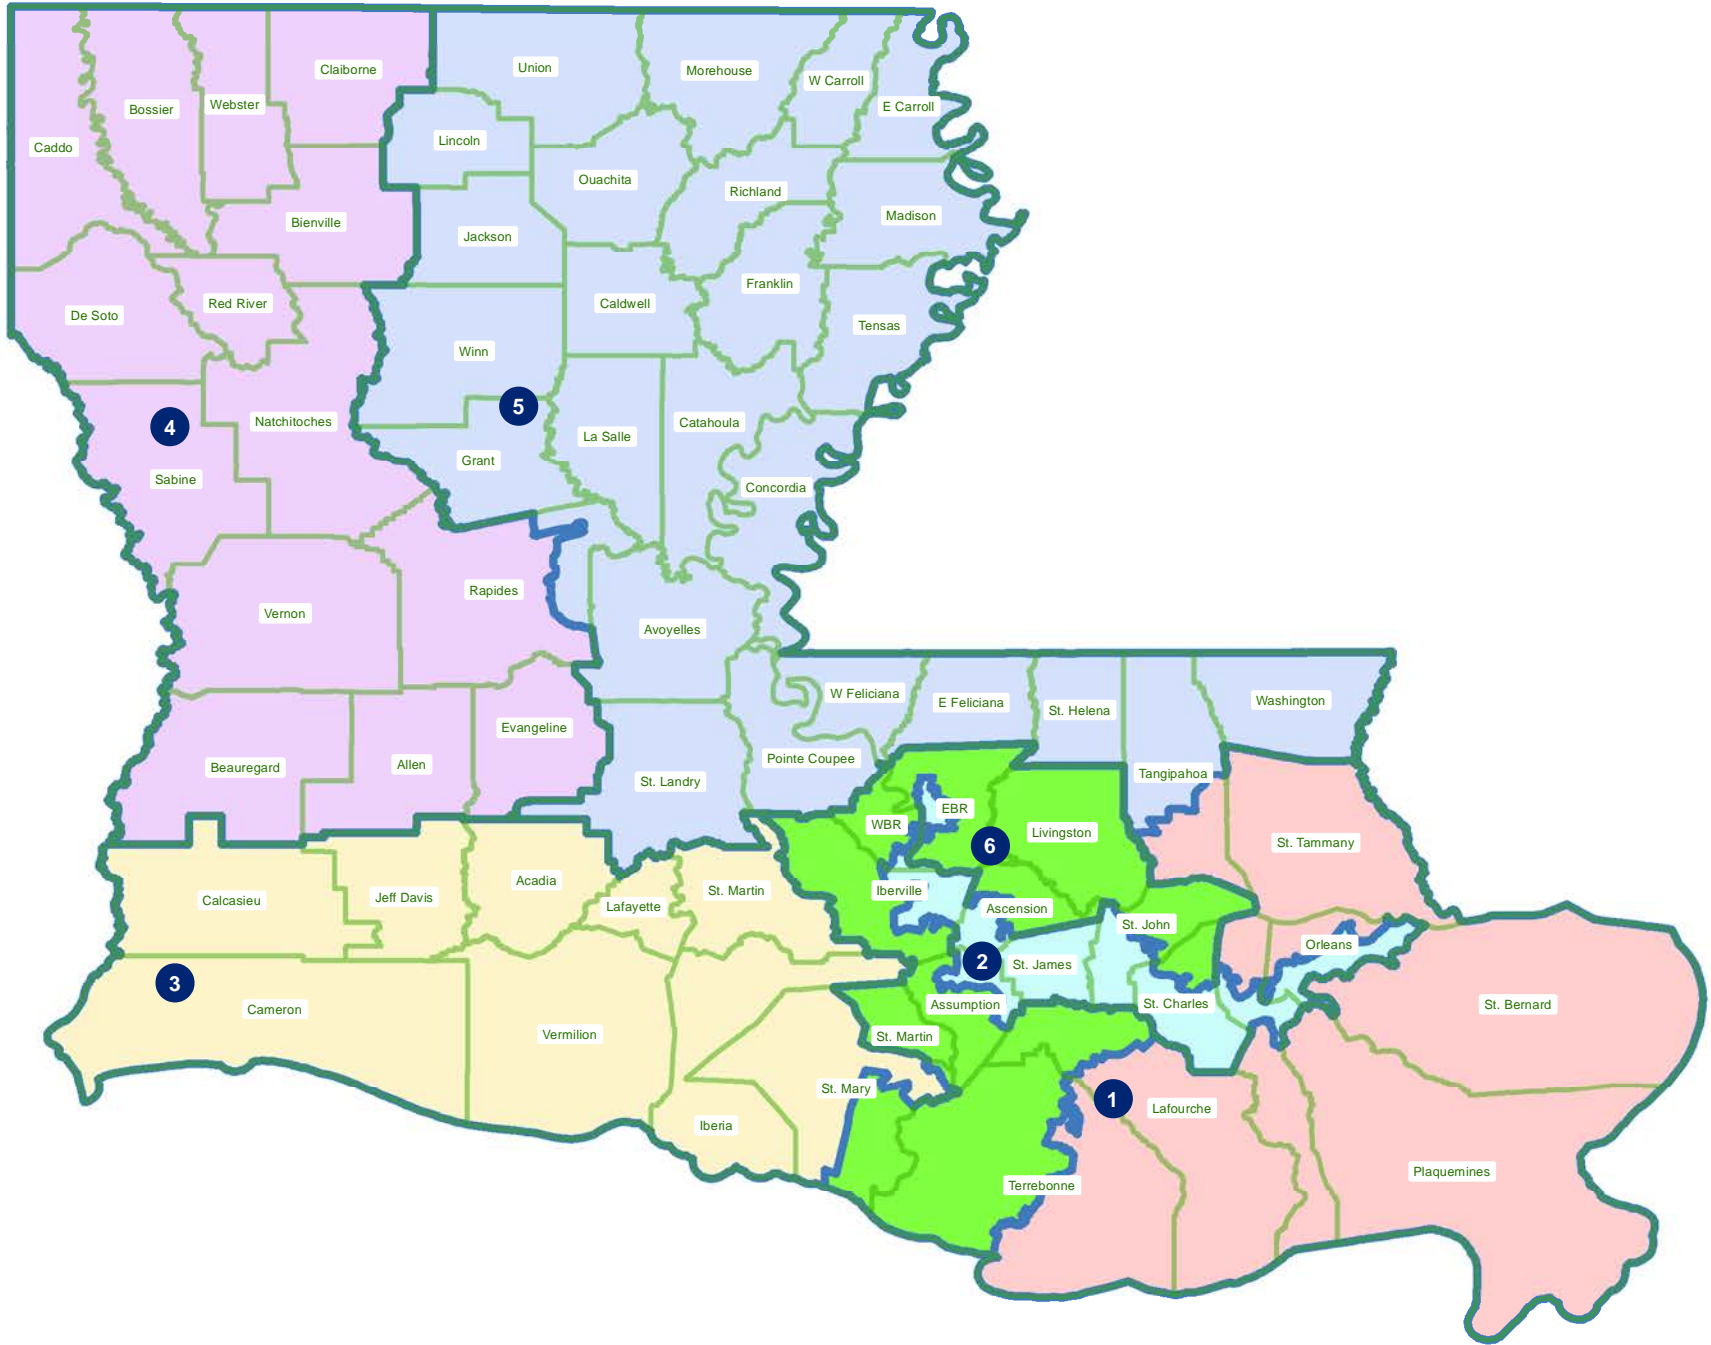 Union
Claiborne
Morehouse
W Carroll
Webster
E Carroll
Bossier
Lincoln
Caddo
Ouachita
Richland
Madison
Bienville
Jackson
Franklin
Red River
Caldwell
De Soto
Tensas
Winn
5
4
Natchitoches
Catahoula
La Salle
Grant
Sabine
Concordia
Rapides
Vernon
Avoyelles
W Feliciana
E Feliciana
St. Helena
Washington
Evangeline
Pointe Coupee
Allen
Beauregard
Tangipahoa
St. Landry
EBR
WBR
Livingston
6
St. Tammany
Acadia
St. Martin
Iberville
Jeff Davis
Calcasieu
Lafayette
Ascension
St. John
Orleans
2
St. James
3
St. Charles
Assumption
St. Bernard
Cameron
Vermilion
St. Martin
St. Mary
1
Lafourche
Iberia
Plaquemines
Terrebonne